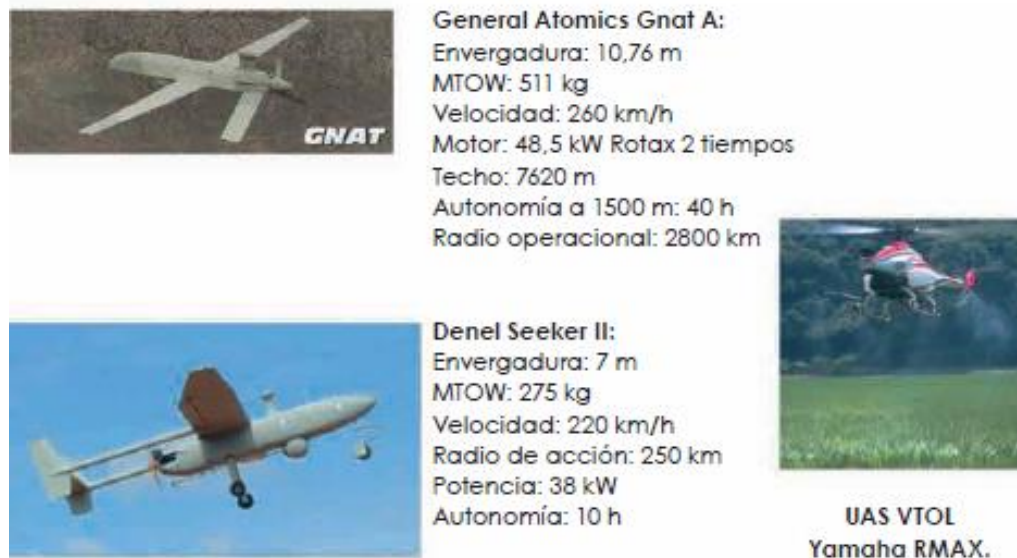 GNAT
General Atomics Gnat A:
Envergadura: 10,76 m
MTOW: 511 kg
Velocidad: 260 km/h
Motor: 48,5 kW Rotax 2 tiempos
Techo: 7620 m
Autonomía a 1500 m: 40 h
Radio operacional: 2800 km
Denel Seeker II:
Envergadura: 7 m
MTOW: 275 kg
Velocidad: 220 km/h
Radio de acción: 250 km
Potencia: 38 kW
Autonomía: 10 h
UAS VTOL
Yamaha RMAX.